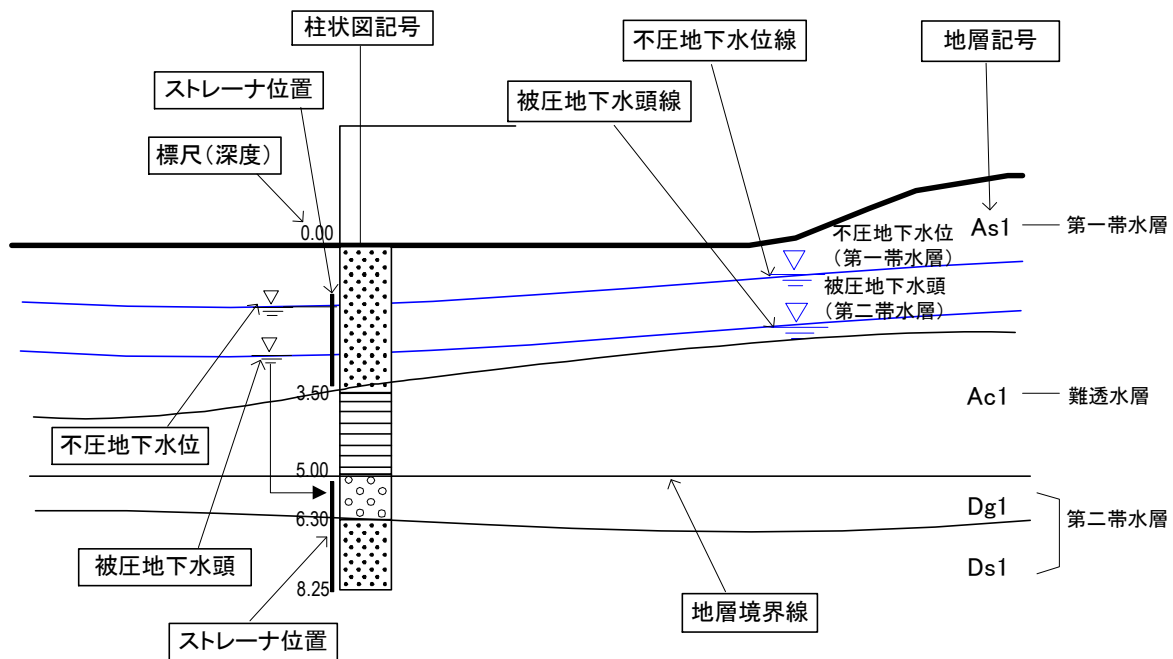 柱状図記号
不圧地下水位線
地層記号
ストレーナ位置
被圧地下水頭線
標尺(深度)
0.00
As1
第一帯水層
不圧地下水位
(第一帯水層)
被圧地下水頭
(第二帯水層)
3.50
Ac1
難透水層
不圧地下水位
5.00
Dg1
6.30
第二帯水層
被圧地下水頭
Ds1
8.25
地層境界線
ストレーナ位置